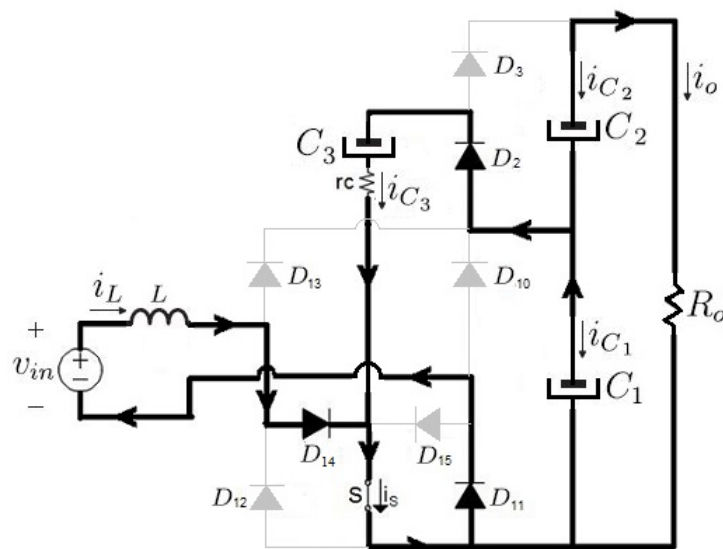 D3
iC2
io
C3
C2
D2
rc
iC3
D13
D10
iL
L
Ro
+
iC1
vin
+
−
C1
−
D14
D15
D12
S
iS
D11